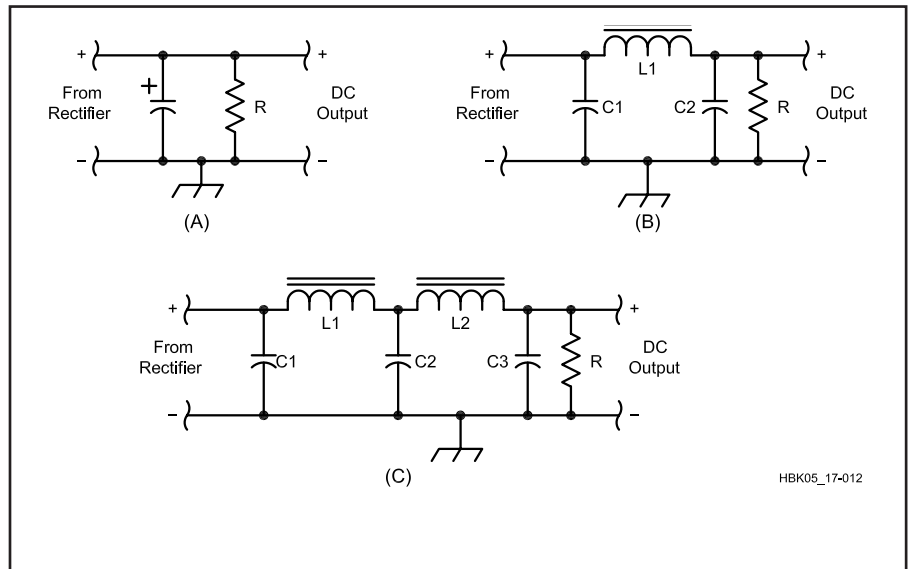 + + + +
+
From Rectifier
R
DC Output
− −
(A)
+ +
L1
From Rectifier
C1
C2
R
DC Output
− −
(B)
+ +
L1
L2
From Rectifier
C1
C2
C3
R
DC Output
− −
(C)
HBK05_17-012